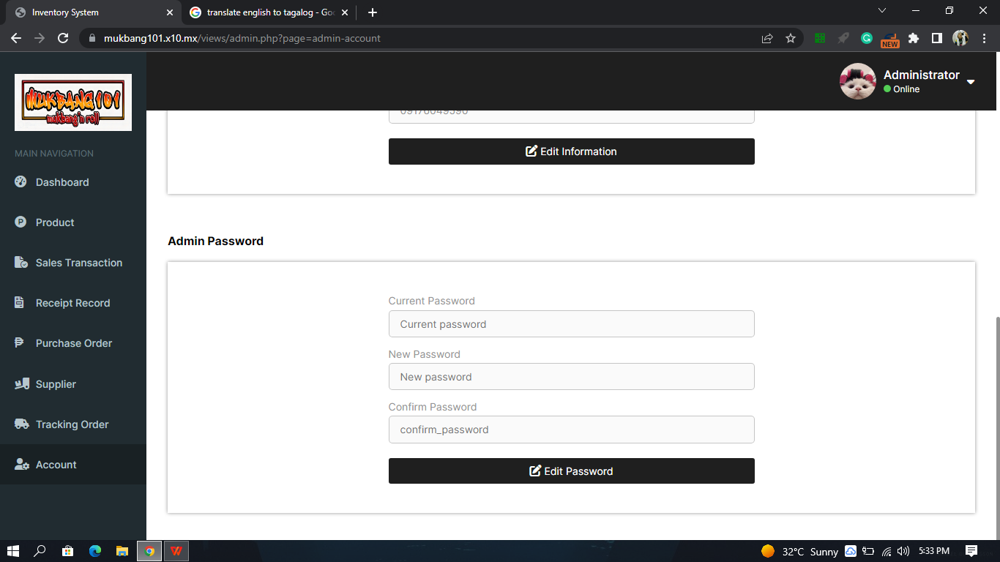 Inventory System
translate english to tagalog - Goo
mukbang101.x10.mx/views/admin.php?page=admin-account
NEW
MUKBANG101
mukbang'n roll
Administrator
Online
MAIN NAVIGATION
Dashboard
Product
Sales Transaction
Receipt Record
Purchase Order
Supplier
Tracking Order
Account
Edit Information
Admin Password
Current Password
Current password
New Password
New password
Confirm Password
confirm_password
Edit Password
32°C Sunny
5:33 PM